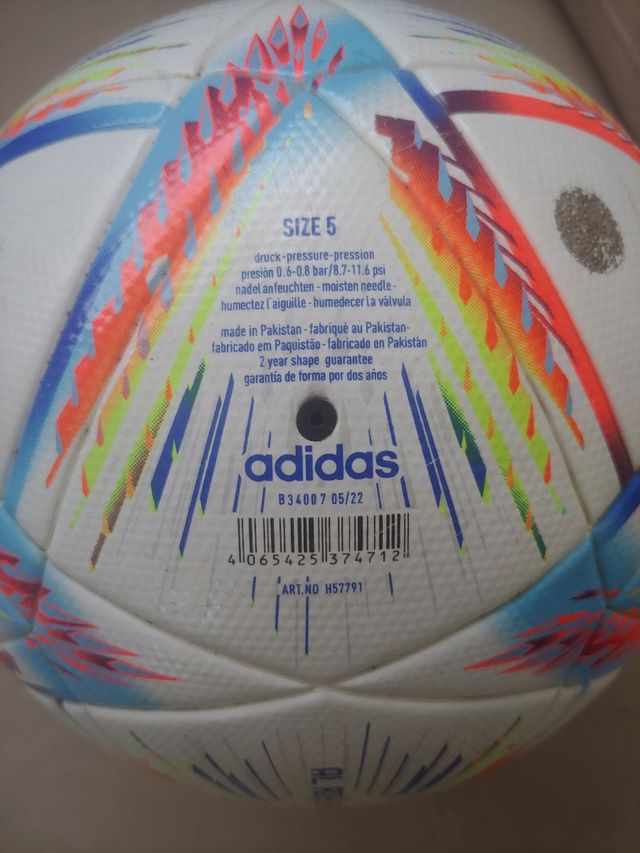 SIZE 5
druck-pressure-pression
presión 0.6-0.8 bar/8.7-11.6 psi
nadel anfeuchten - moisten needle -
humectez l'aiguille - humedecer la válvula
made in Pakistan - fabriqué au Pakistan-
fabricado em Paquistão - fabricado en Pakistán
2 year shape guarantee
garantía de forma por dos años
adidas
B34007 05/22
4 065425 374712
ART.NO H57791
AL